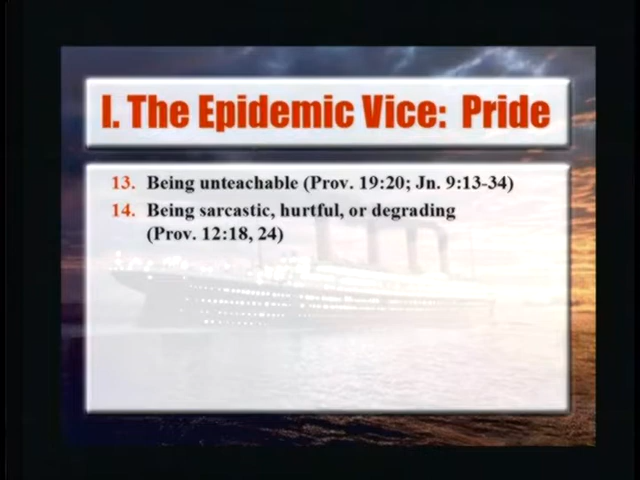 I. The Epidemic Vice: Pride
13. Being unteachable (Prov. 19:20; Jn. 9:13-34)
14. Being sarcastic, hurtful, or degrading
(Prov. 12:18, 24)